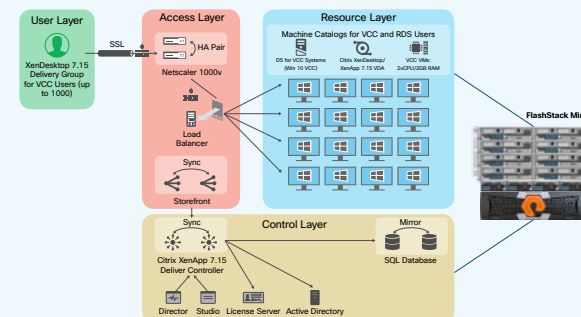 User Layer
XenDesktop 7.15
Delivery Group
for VCC Users (up
to 1000)
SSL
Access Layer
HA Pair
Netscaler 1000v
Load
Balancer
Sync
Storefront
Resource Layer
Machine Catalogs for VCC and RDS Users
DS for VCC Systems
(Win 10 VCC)
Citrix XenDesktop/
XenApp 7.15 VDA
VCC VMs:
2vCPU/2GB RAM
FlashStack Min
Control Layer
Sync
Citrix XenApp 7.15
Deliver Controller
Mirror
SQL Database
Director
Studio
License Server
Active Directory